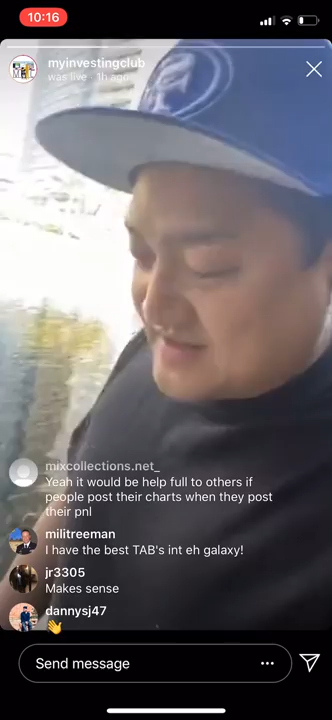 10:16
myinvestingclub
was live · 1h ago
mixcollections.net_
Yeah it would be help full to others if
people post their charts when they post
their pnl
militreeman
I have the best TAB's int eh galaxy!
jr3305
Makes sense
dannysj47
👋
Send message